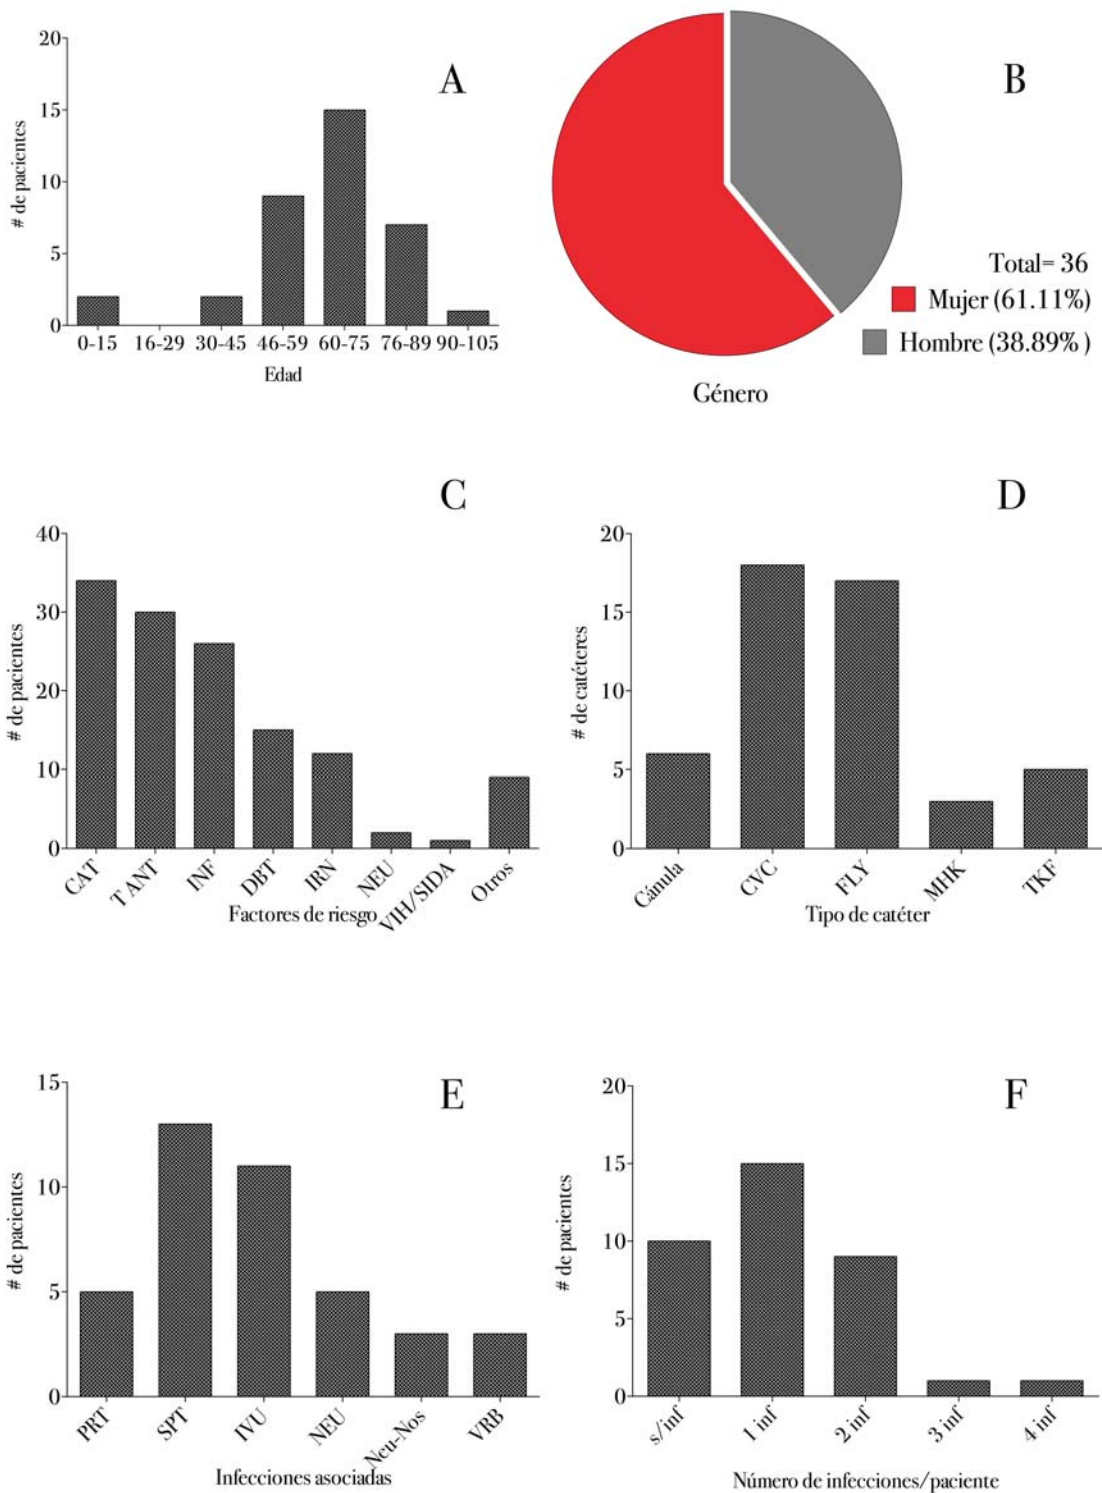 A
# de pacientes
20
15
10
5
0
0-15 16-29 30-45 46-59 60-75 76-89 90-105
Edad
B
Total= 36
Mujer (61.11%)
Hombre (38.89% )
Género
C
# de pacientes
40
30
20
10
0
CAT TANT INF DBT IRN NEU VIH/SIDA Otros
Factores de riesgo
D
# de catéteres
20
15
10
5
0
Cánula CVC FLY MHK TKF
Tipo de catéter
E
# de pacientes
15
10
5
0
PRT SPT IVU NEU Neu-Nos VRB
Infecciones asociadas
F
# de pacientes
20
15
10
5
0
s/inf 1 inf 2 inf 3 inf 4 inf
Número de infecciones/paciente